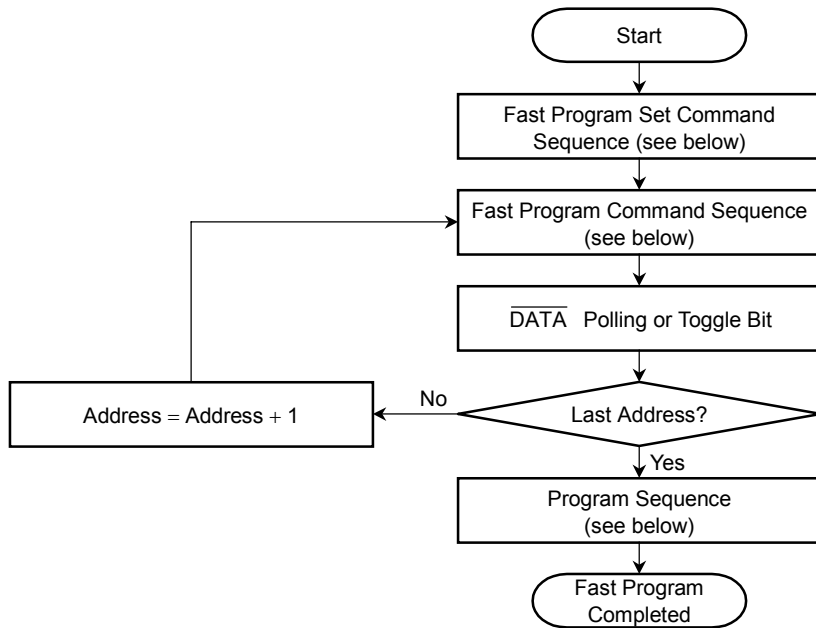 Start
Fast Program Set Command
Sequence (see below)
Fast Program Command Sequence
(see below)
DATA Polling or Toggle Bit
Address = Address + 1
No
Last Address?
Yes
Program Sequence
(see below)
Fast Program
Completed